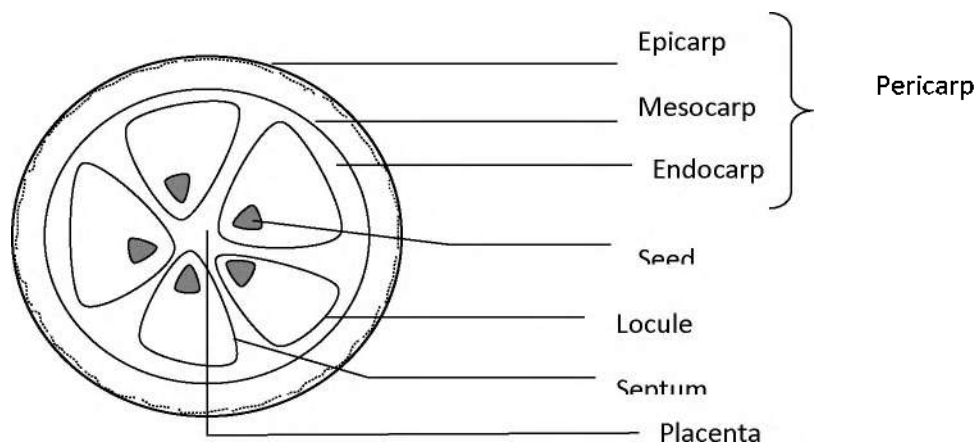 Epicarp
Mesocarp
Pericarp
Endocarp
Seed
Locule
Septum
Placenta